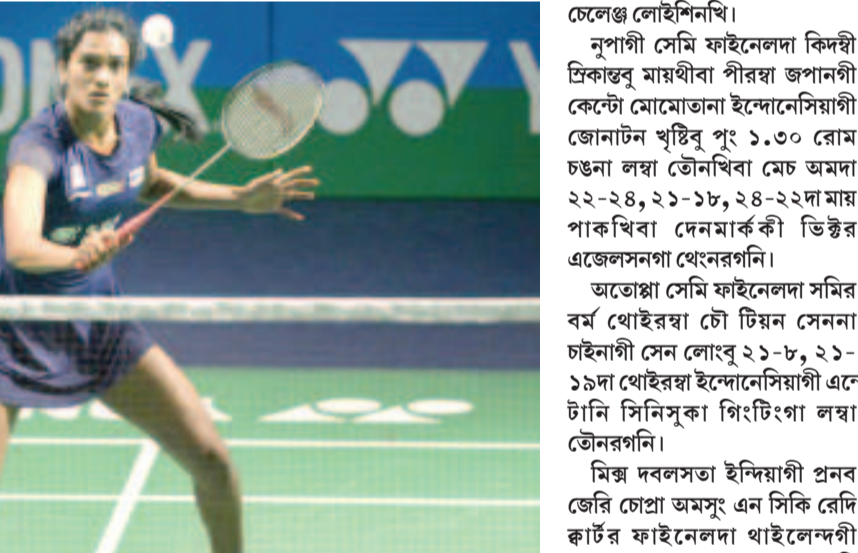 YONEX
Y
চেলেঞ্জ লোইশিনখি।
নুপাগী সেমি ফাইনেলদা কিদম্বী
স্রিকান্তবু মায়থীবা পীরম্বা জপানগী
কেন্টো মোমোতানা ইন্দোনেসিয়াগী
জোনাটন খৃষ্টিবু পুং ১.৩০ রোম
চঙনা লম্বা তৌনখিবা মেচ অমদা
২২-২৪, ২১-১৮, ২৪-২২দা মায়
পাকখিবা দেনমার্ককী ভিক্টর
এজেলসনগা থেংনরগনি।
অতোপ্পা সেমি ফাইনেলদা সমির
বর্ম থোইরম্বা চৌ টিয়ন সেননা
চাইনাগী সেন লোংবু ২১-৮, ২১-
১৯দা থোইরম্বা ইন্দোনেসিয়াগী এন্থে
টানি সিনিসুকা গিংটিংগা লম্বা
তৌনরগনি।
মিক্স দবলসতা ইন্দিয়াগী প্রনব
জেরি চোপ্রা অমসুং এন সিকি রেদি
ক্বার্টর ফাইনেলদা থাইলেন্দগী